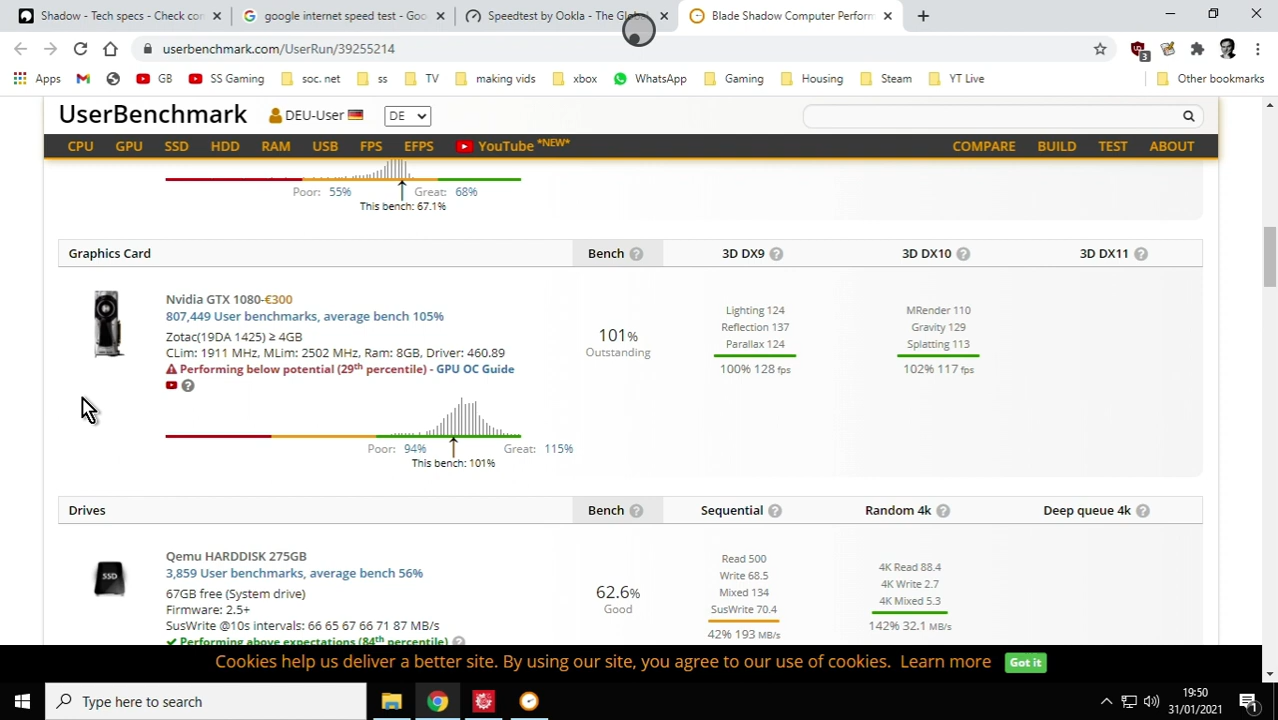 Shadow - Tech specs - Check con
google internet speed test - Goo
Speedtest by Ookla - The Global
Blade Shadow Computer Perform
userbenchmark.com/UserRun/39255214
3
Apps
GB
SS Gaming
soc. net
ss
TV
making vids
xbox
WhatsApp
Gaming
Housing
Steam
YT Live
Other bookmarks
UserBenchmark
DEU-User
DE
CPU
GPU
SSD
HDD
RAM
USB
FPS
EFPS
YouTube *NEW*
COMPARE
BUILD
TEST
ABOUT
Poor: 55%
Great: 68%
This bench: 67.1%
Graphics Card
Bench ?
3D DX9 ?
3D DX10 ?
3D DX11 ?
Nvidia GTX 1080-€300
807,449 User benchmarks, average bench 105%
Zotac(19DA 1425) ≥ 4GB
CLim: 1911 MHz, MLim: 2502 MHz, Ram: 8GB, Driver: 460.89
Performing below potential (29th percentile) - GPU OC Guide
?
Poor: 94%
Great: 115%
This bench: 101%
101%
Outstanding
Lighting 124
Reflection 137
Parallax 124
100% 128 fps
MRender 110
Gravity 129
Splatting 113
102% 117 fps
Drives
Bench ?
Sequential ?
Random 4k ?
Deep queue 4k ?
SSD
Qemu HARDDISK 275GB
3,859 User benchmarks, average bench 56%
67GB free (System drive)
Firmware: 2.5+
SusWrite @10s intervals: 66 65 67 66 71 87 MB/s
Performing above expectations (84th percentile) ?
62.6%
Good
Read 500
Write 68.5
Mixed 134
SusWrite 70.4
42% 193 MB/s
4K Read 88.4
4K Write 2.7
4K Mixed 5.3
142% 32.1 MB/s
Cookies help us deliver a better site. By using our site, you agree to our use of cookies. Learn more
Got it
Type here to search
19:50
31/01/2021
1